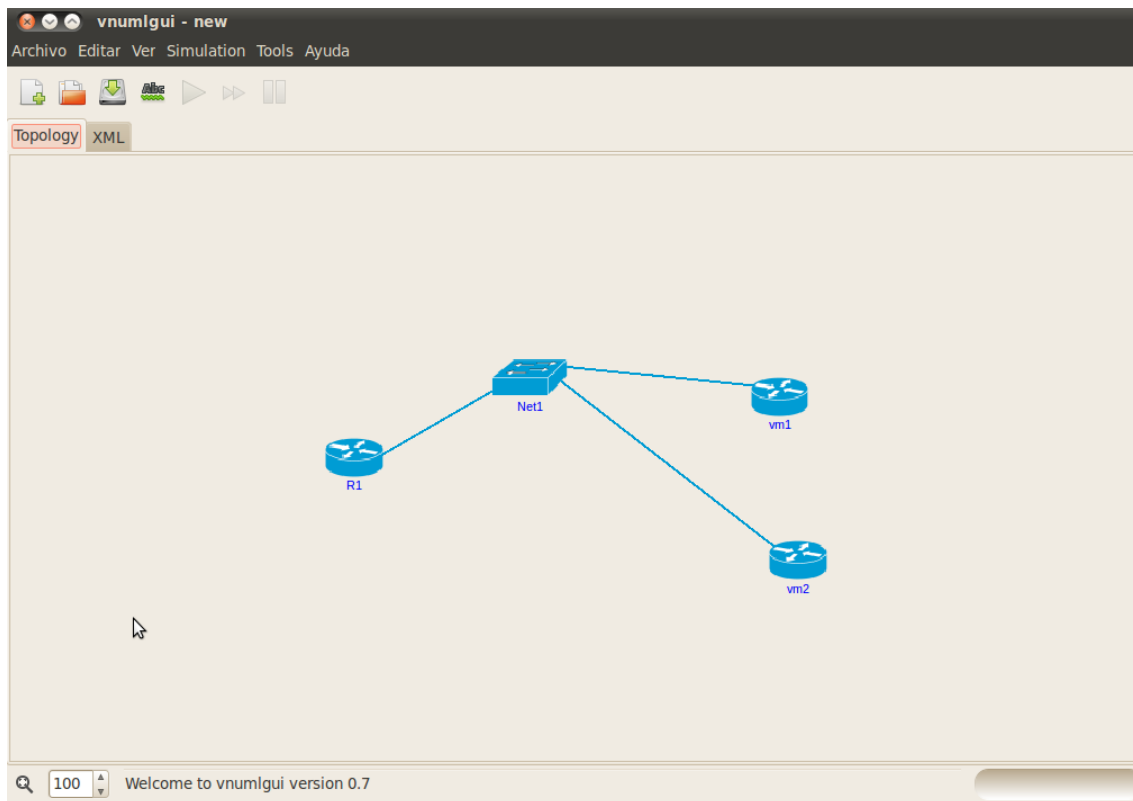 vnumlgui - new
Archivo Editar Ver Simulation Tools Ayuda
Abc
Topology XML
Net1
vm1
R1
vm2
100 Welcome to vnumlgui version 0.7